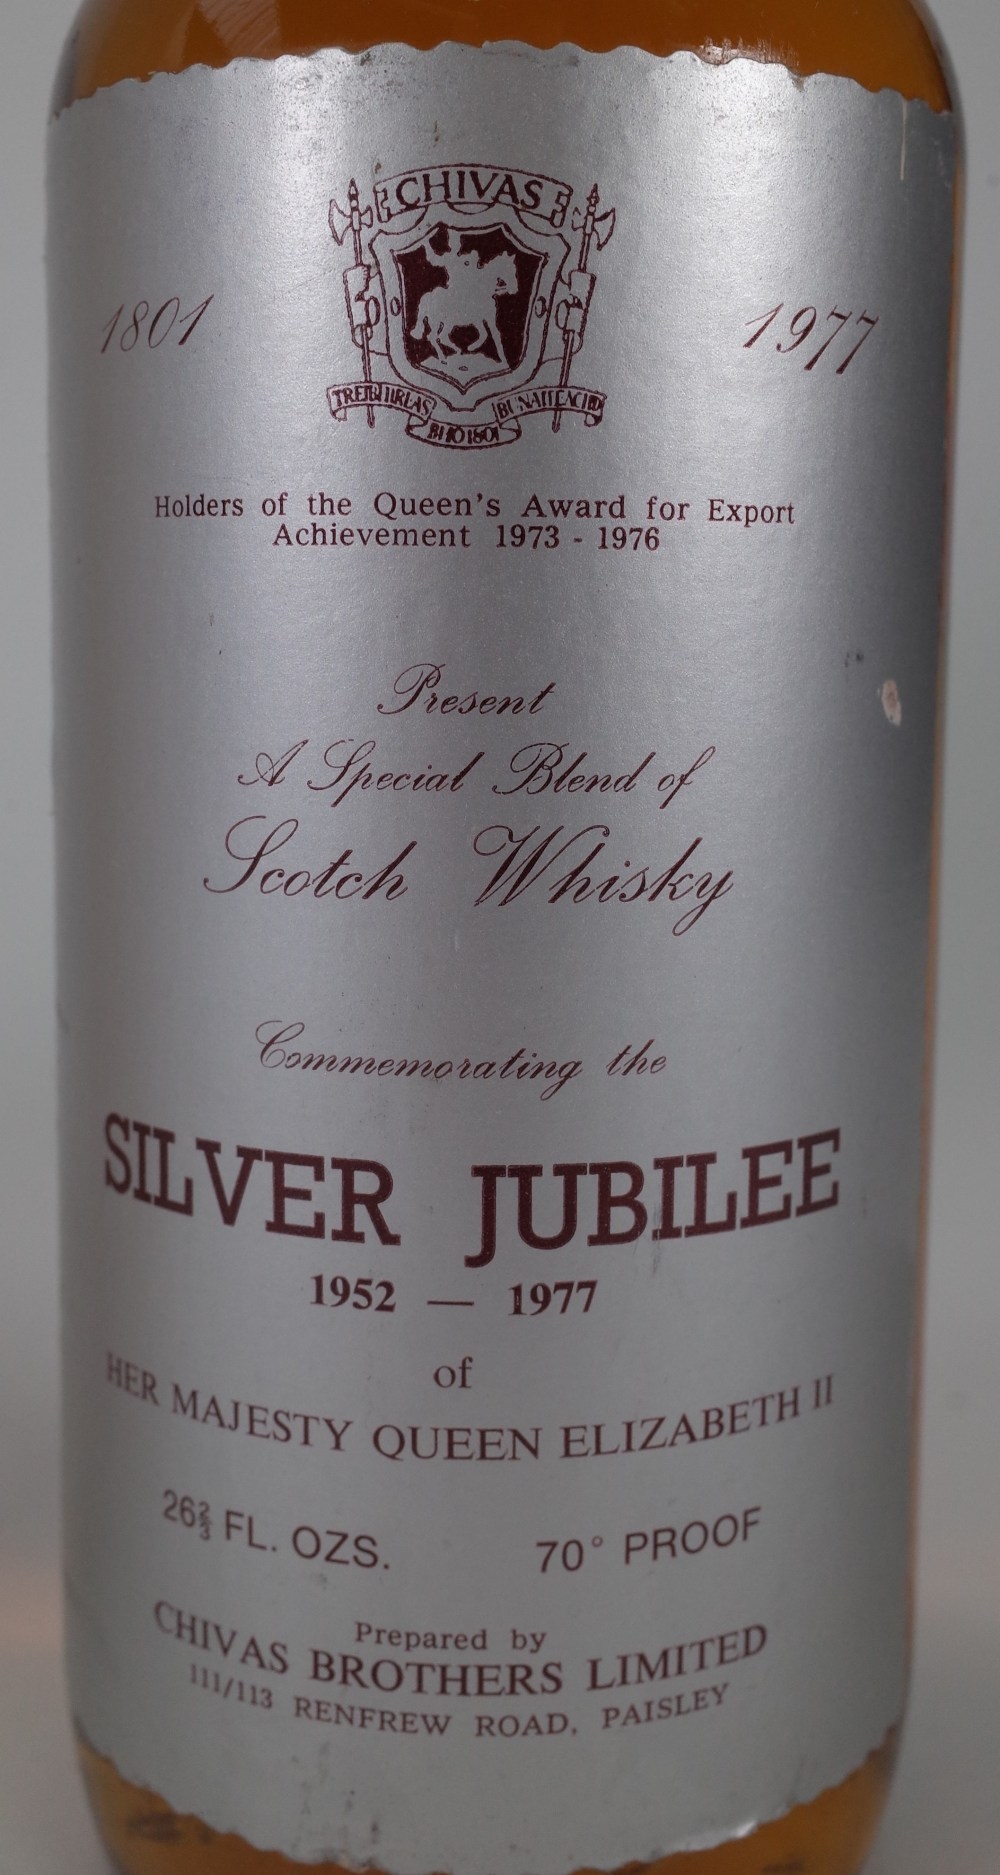 CHIVAS
1801
1977
BHO 1801
Holders of the Queen's Award for Export
Achievement 1973 - 1976
Present
A Special Blend of
Scotch Whisky
Commemorating the
SILVER JUBILEE
1952 — 1977
of
HER MAJESTY QUEEN ELIZABETH II
26⅔ FL. OZS. 70° PROOF
Prepared by
CHIVAS BROTHERS LIMITED
111/113 RENFREW ROAD, PAISLEY